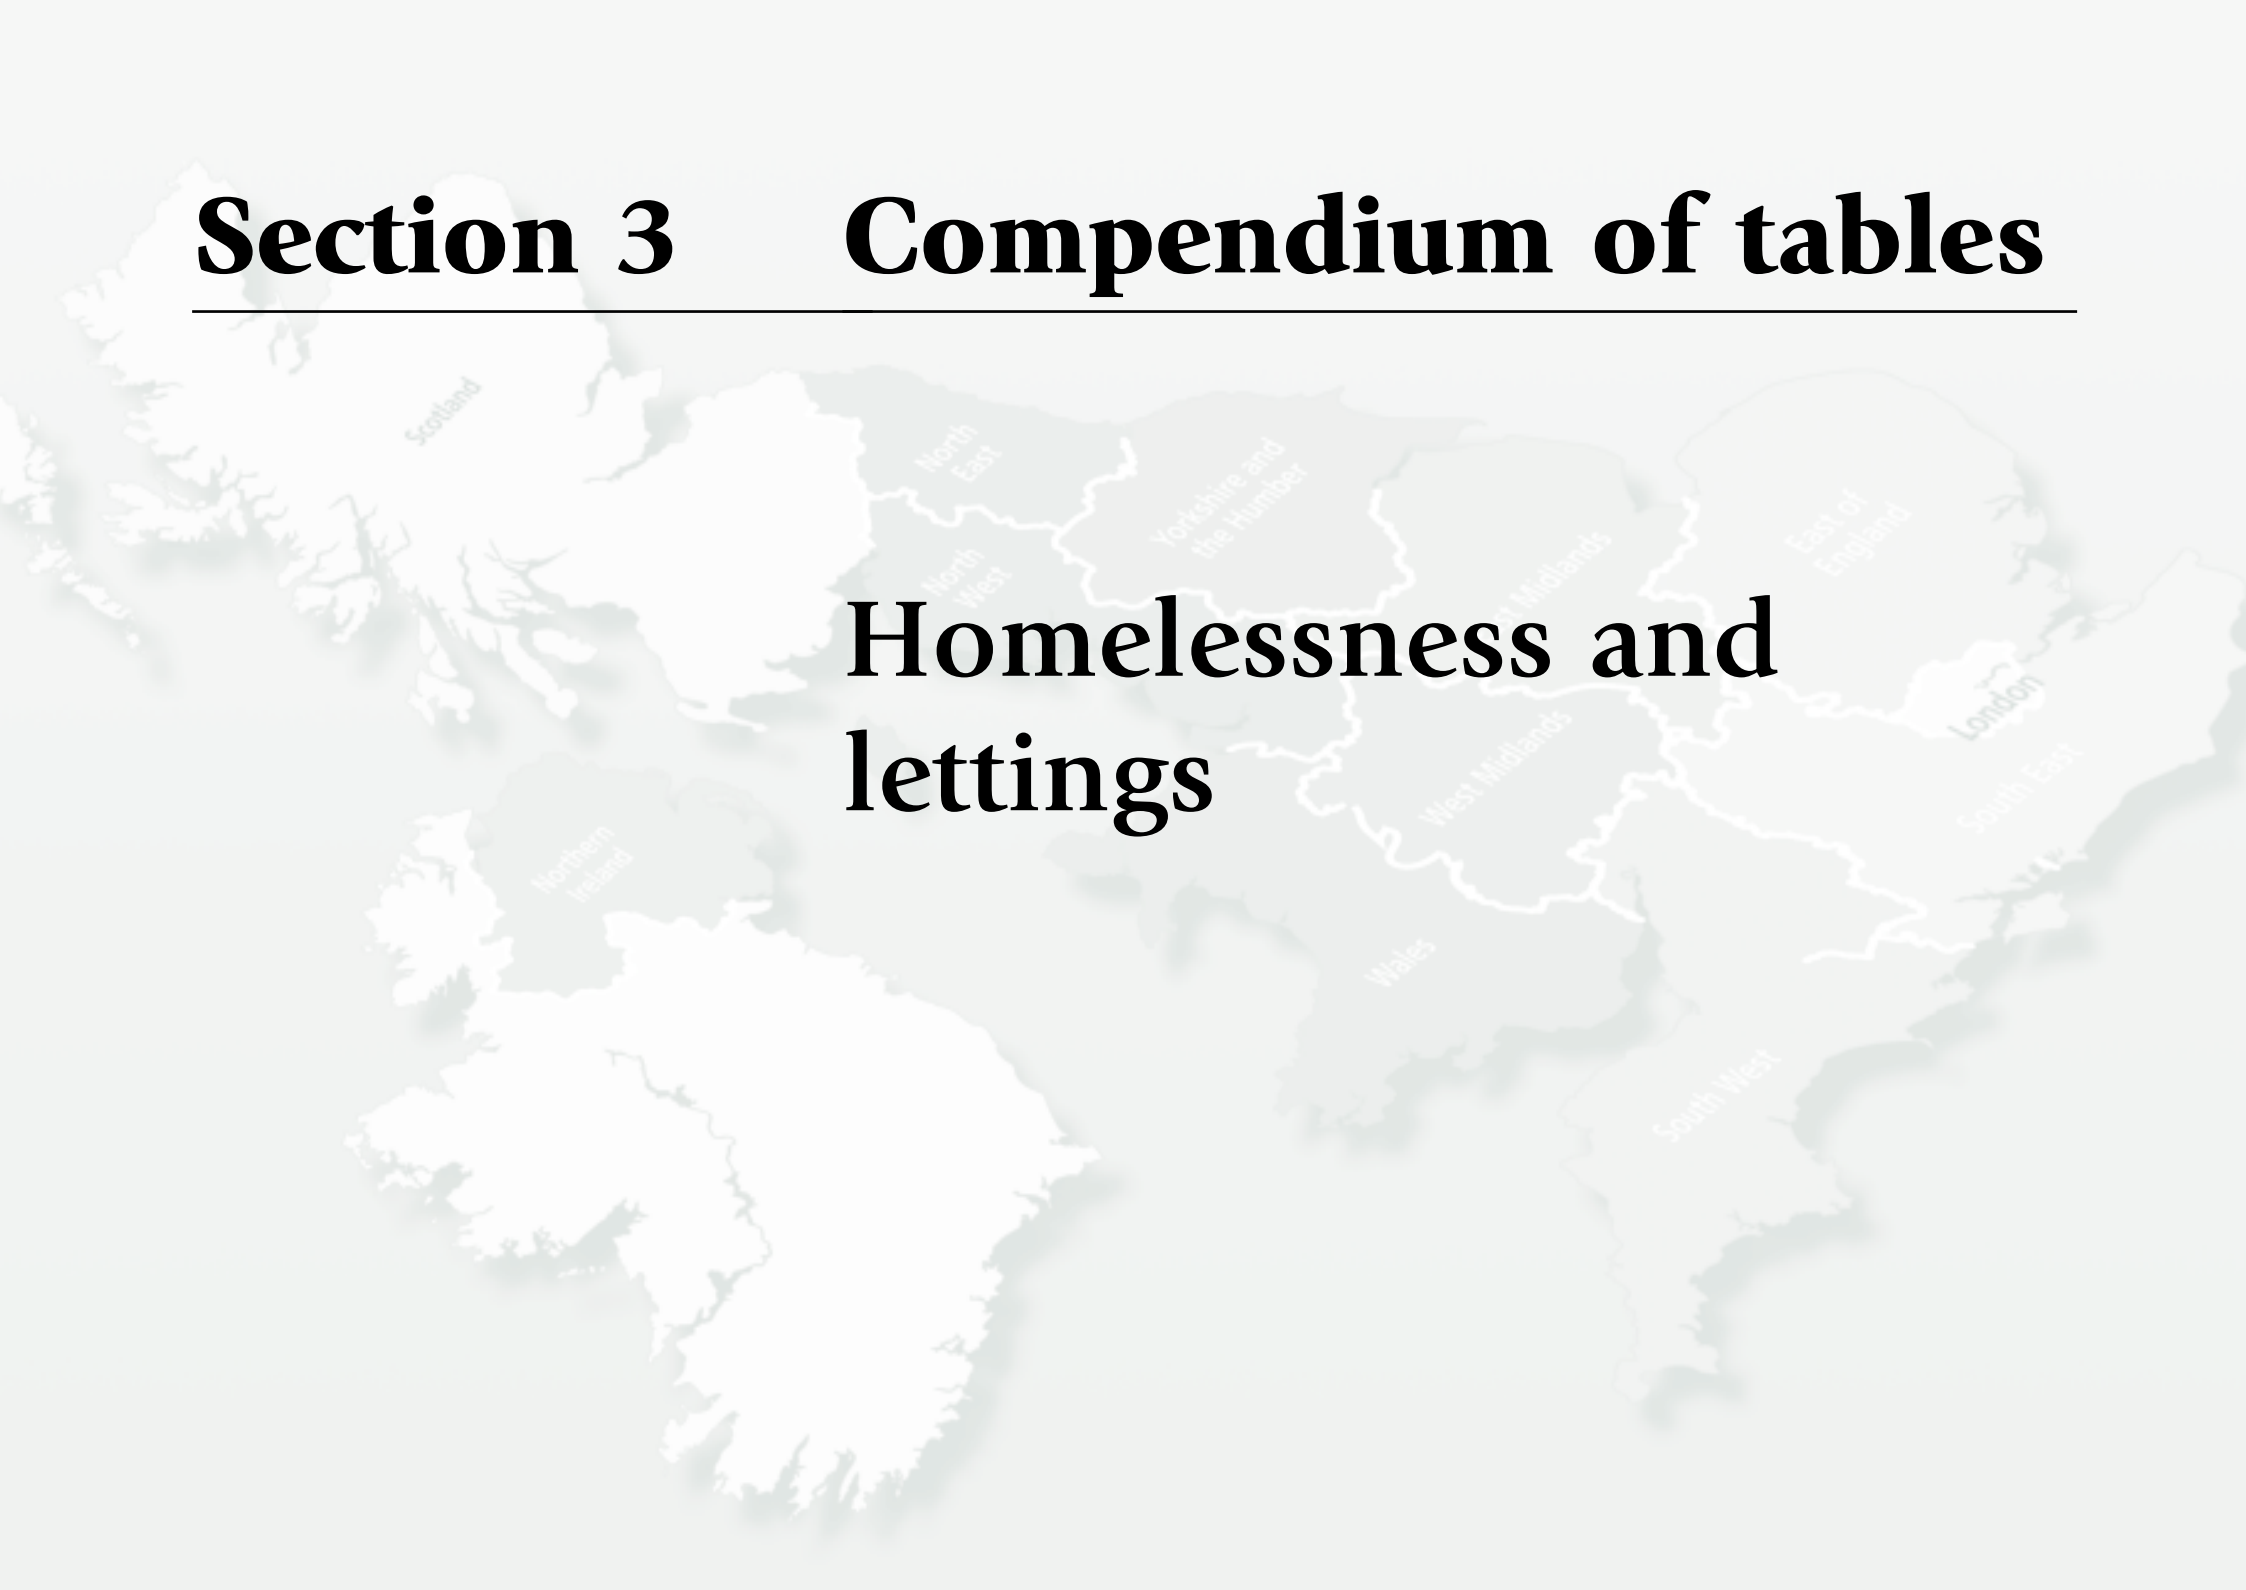 Section 3 Compendium of tables
Scotland
North
East
Yorkshire and
the Humber
North
West
st Midlands
East of
England
Homelessness and
lettings
London
West Midlands
South East
Northern
Ireland
Wales
South West